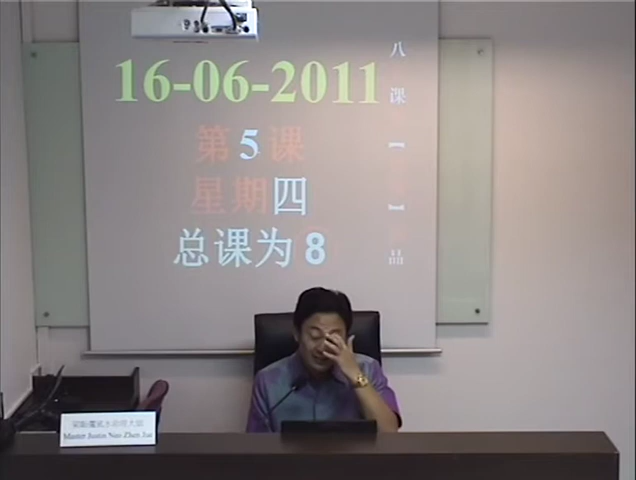 16-06-2011
第5课
星期四
总课为8
八课【
】品
Master Justin Neo Zhen Jia